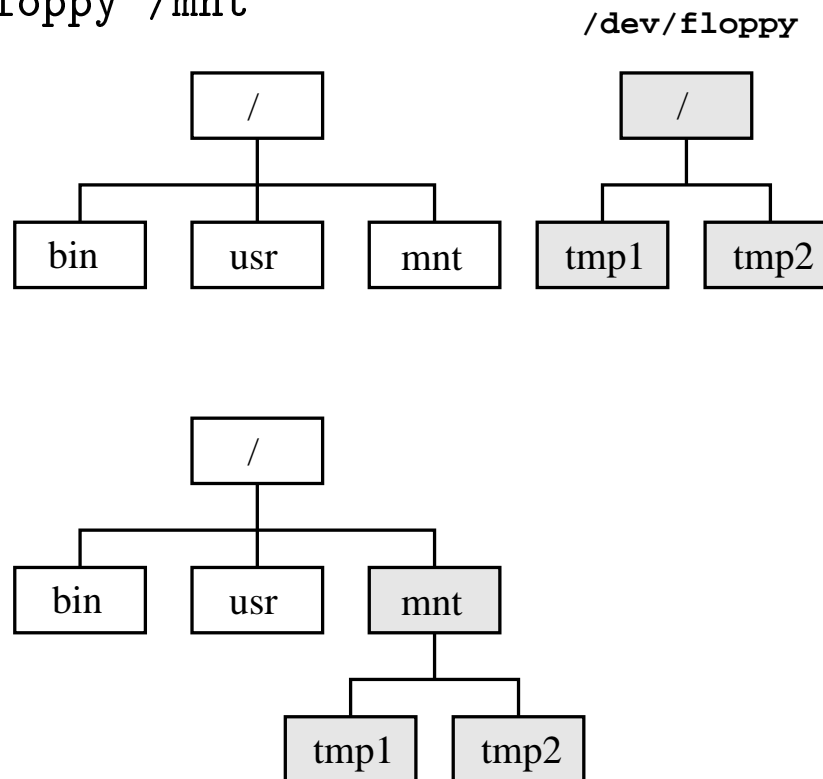 floppy /mnt
/dev/floppy
/ /
bin usr mnt tmp1 tmp2
/
bin usr mnt
tmp1 tmp2